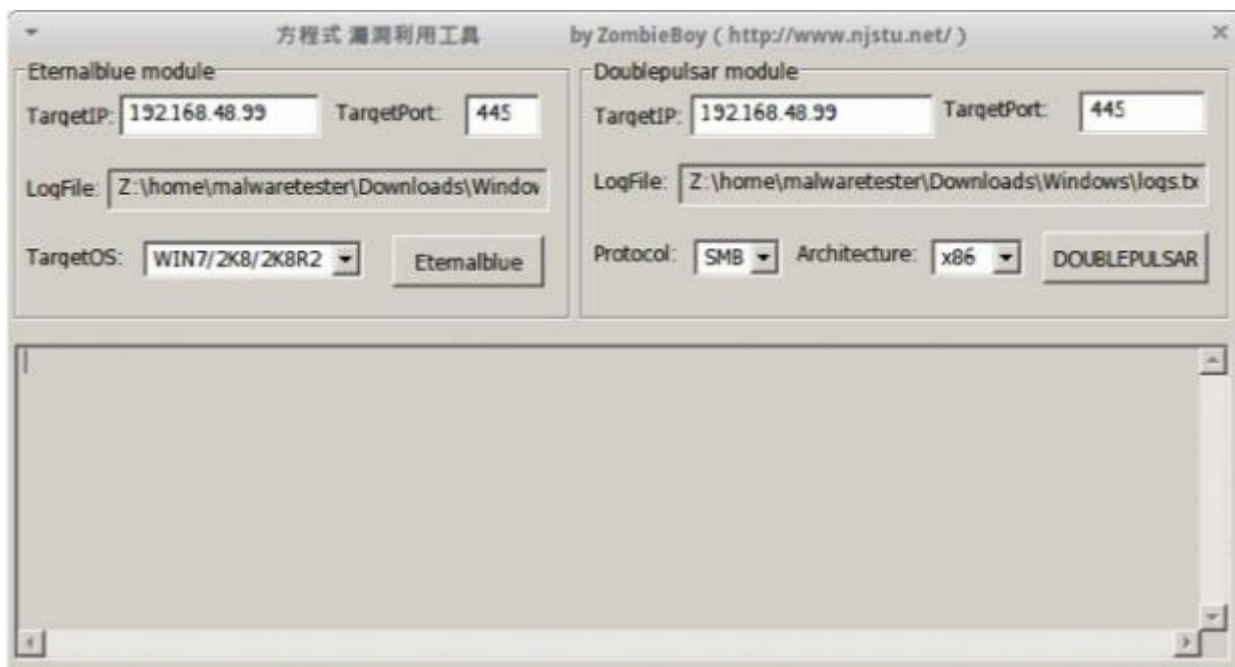 方程式 漏洞利用工具 by ZombieBoy ( http://www.njstu.net/ )
Eternalblue module
TargetIP: 192.168.48.99 TargetPort: 445
LogFile: Z:\home\malwaretester\Downloads\Window
TargetOS: WIN7/2K8/2K8R2 Eternalblue
Doublepulsar module
TargetIP: 192.168.48.99 TargetPort: 445
LogFile: Z:\home\malwaretester\Downloads\Windows\logs.tx
Protocol: SMB Architecture: x86 DOUBLEPULSAR